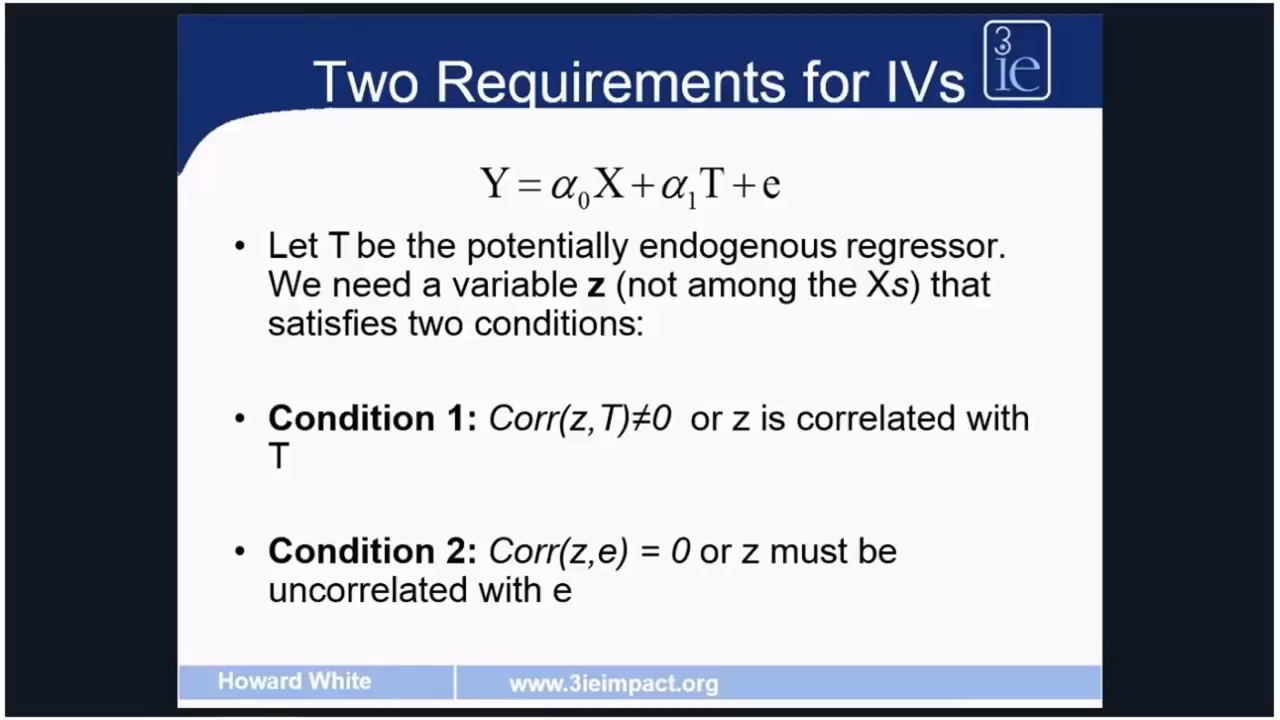 Two Requirements for IVs
3
ie
Y = α₀X + α₁T + e
• Let T be the potentially endogenous regressor.
We need a variable z (not among the Xs) that
satisfies two conditions:
• Condition 1: Corr(z,T)≠0 or z is correlated with
T
• Condition 2: Corr(z,e) = 0 or z must be
uncorrelated with e
Howard White
www.3ieimpact.org